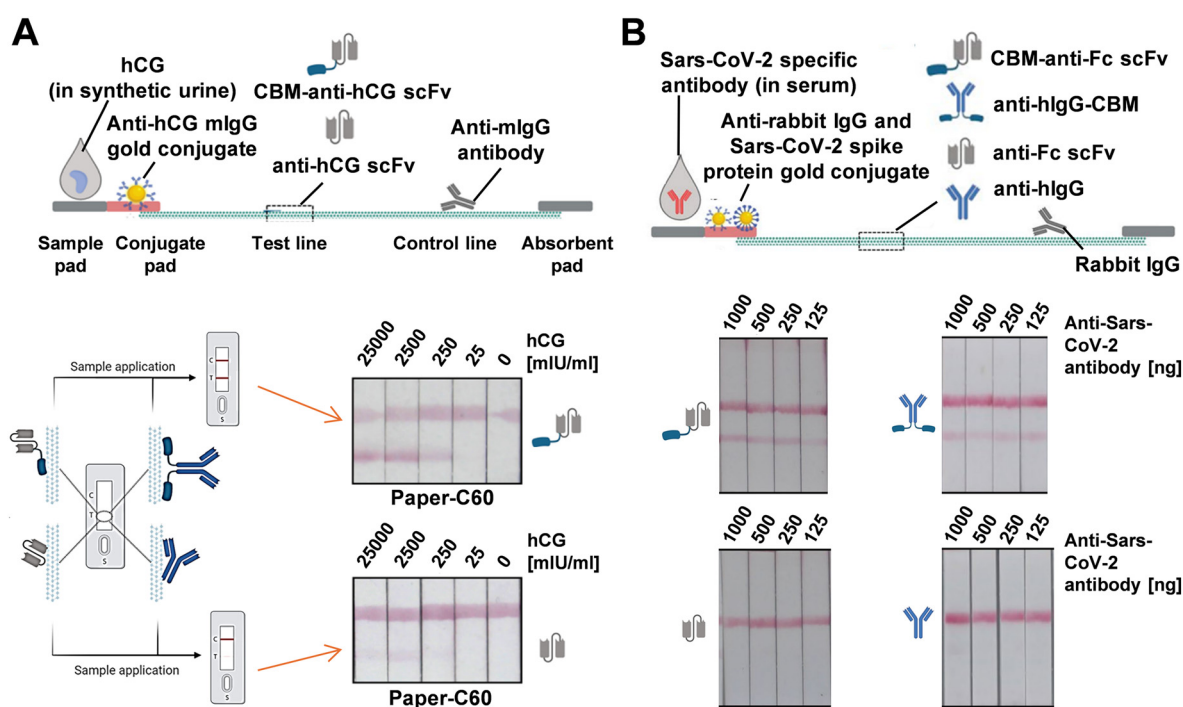 A
hCG
(in synthetic urine)
Anti-hCG mIgG
gold conjugate
CBM-anti-hCG scFv
anti-hCG scFv
Anti-mIgG
antibody
Sample
pad
Conjugate
pad
Test line
Control line
Absorbent
pad
Sample application
C
T
S
C
T
S
Sample application
C
T
S
25000
2500
250
25
0
hCG
[mIU/ml]
Paper-C60
25000
2500
250
25
0
hCG
[mIU/ml]
Paper-C60
B
Sars-CoV-2 specific
antibody (in serum)
Anti-rabbit IgG and
Sars-CoV-2 spike
protein gold conjugate
CBM-anti-Fc scFv
anti-hIgG-CBM
anti-Fc scFv
anti-hIgG
Rabbit IgG
1000
500
250
125
1000
500
250
125
Anti-Sars-
CoV-2
antibody [ng]
1000
500
250
125
1000
500
250
125
Anti-Sars-
CoV-2
antibody [ng]